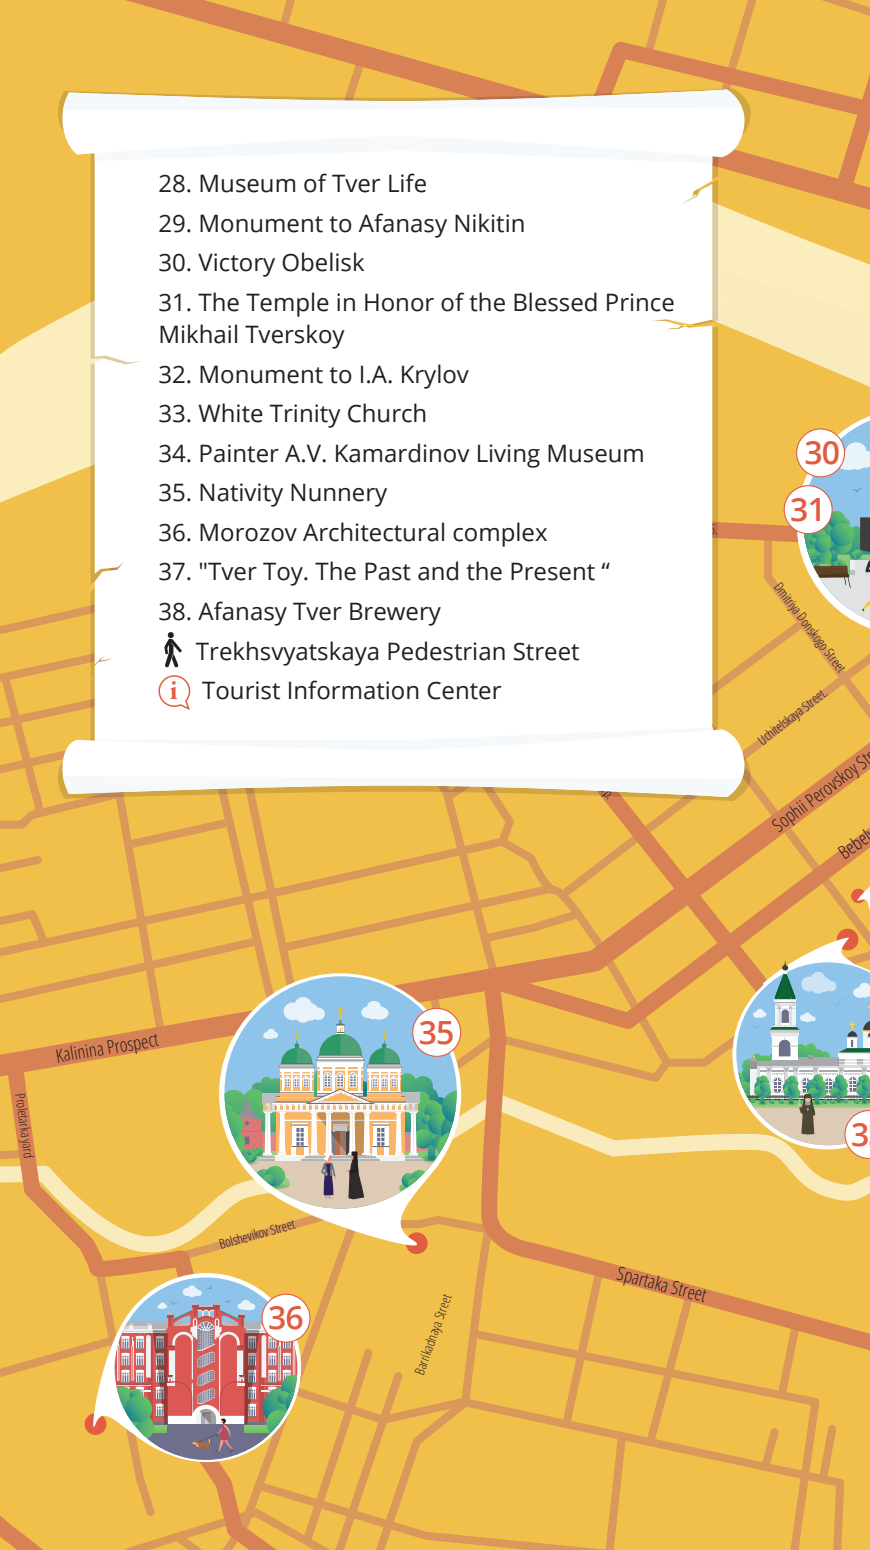 28. Museum of Tver Life
29. Monument to Afanasy Nikitin
30. Victory Obelisk
31. The Temple in Honor of the Blessed Prince
Mikhail Tverskoy
32. Monument to I.A. Krylov
33. White Trinity Church
34. Painter A.V. Kamardinov Living Museum
35. Nativity Nunnery
36. Morozov Architectural complex
37. "Tver Toy. The Past and the Present “
38. Afanasy Tver Brewery
Trekhsvyatskaya Pedestrian Street
i Tourist Information Center
30
31
Dmitriya Donskogo Street
Uchitelskaya Street.
Sophii Perovskoy
35
Kalinina Prospect
Proletarka yard
Bolshevikov Street
Spartaka Street
Barrikadnaya Street
36